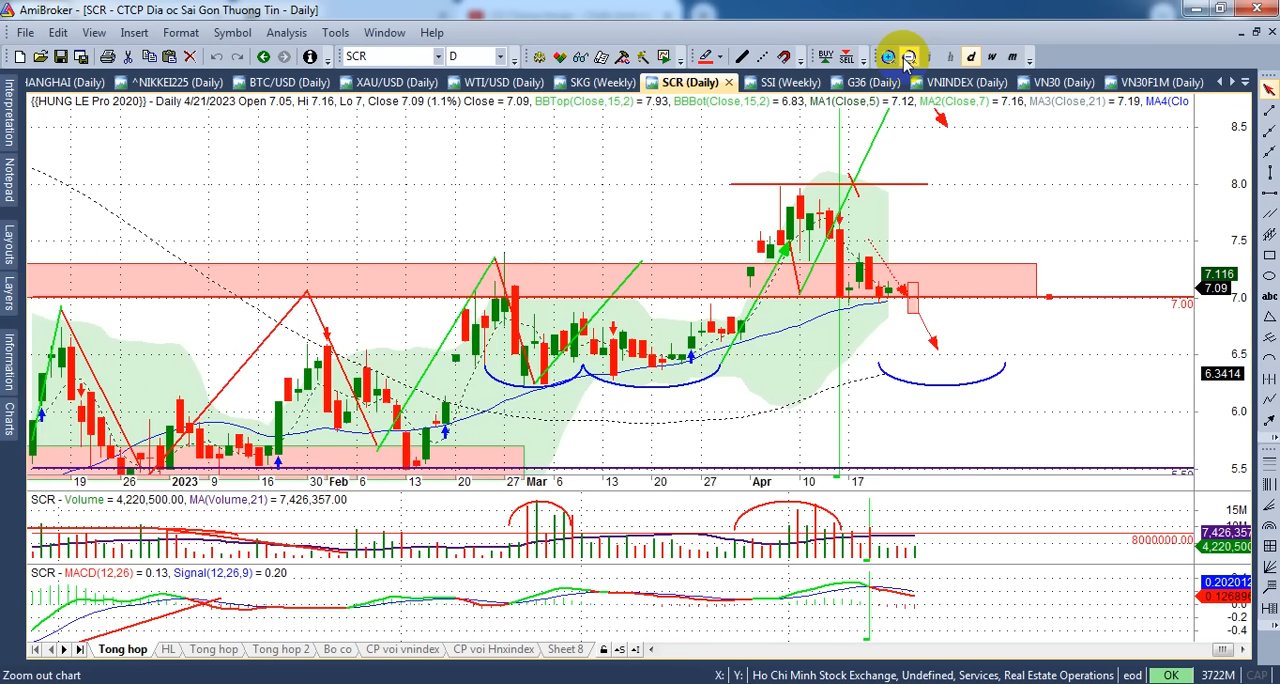 AmiBroker - [SCR - CTCP Dia oc Sai Gon Thuong Tin - Daily]
File Edit View Insert Format Symbol Analysis Tools Window Help
SCR D BUY SELL h d w m
HANGHAI (Daily) ^NIKKEI225 (Daily) BTC/USD (Daily) XAU/USD (Daily) WTI/USD (Daily) SKG (Weekly) SCR (Daily) SSI (Weekly) G36 (Daily) VNINDEX (Daily) VN30 (Daily) VN30F1M (Daily)
{{HUNG LE Pro 2020}} - Daily 4/21/2023 Open 7.05, Hi 7.16, Lo 7, Close 7.09 (1.1%) Close = 7.09, BBTop(Close,15,2) = 7.93, BBBot(Close,15,2) = 6.83, MA1(Close,5) = 7.12, MA2(Close,7) = 7.16, MA3(Close,21) = 7.19, MA4(Clo
Interpretation
Notepad
Layouts
Layers
Information
Charts
abc
8.5
8.0
7.5
7.116
7.09
7.0
7.00
6.5
6.3414
6.0
5.5
19 26 2023 9 16 30 Feb 6 13 20 27 Mar 6 13 20 27 Apr 10 17
SCR - Volume = 4,220,500.00, MA(Volume,21) = 7,426,357.00
15M
7,426,357
8000000.00
4,220,500
SCR - MACD(12,26) = 0.13, Signal(12,26,9) = 0.20
0.202012
0.126896
0.0
-0.2
-0.4
Tong hop HL Tong hop Tong hop 2 Bo co CP voi vnindex CP voi Hnxindex Sheet 8
Zoom out chart X: Y: Ho Chi Minh Stock Exchange, Undefined, Services, Real Estate Operations eod OK 3722M CAP